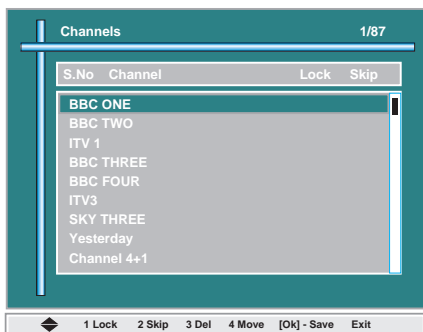 Channels 1/87
S.No Channel Lock Skip
BBC ONE
BBC TWO
ITV 1
BBC THREE
BBC FOUR
ITV3
SKY THREE
Yesterday
Channel 4+1
1 Lock 2 Skip 3 Del 4 Move [Ok] - Save Exit